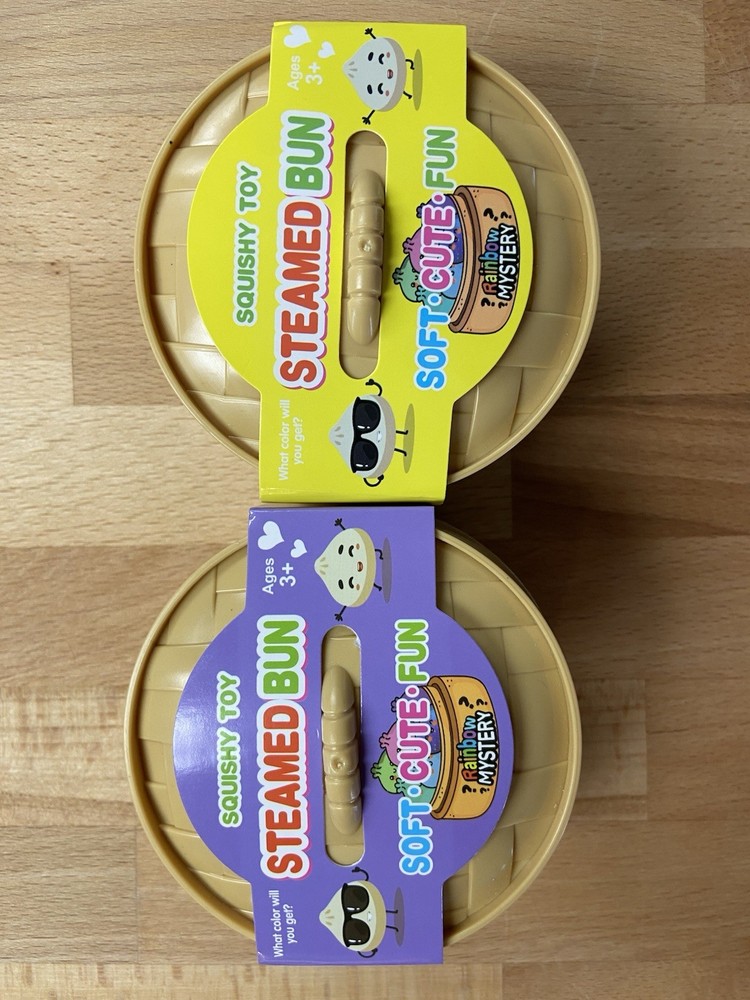 Ages
3+
SQUISHY TOY
STEAMED BUN
SOFT•CUTE•FUN
Rainbow
?MYSTERY?
?
What color will
you get?
Ages
3+
SQUISHY TOY
STEAMED BUN
SOFT•CUTE•FUN
Rainbow
?MYSTERY?
?
What color will
you get?